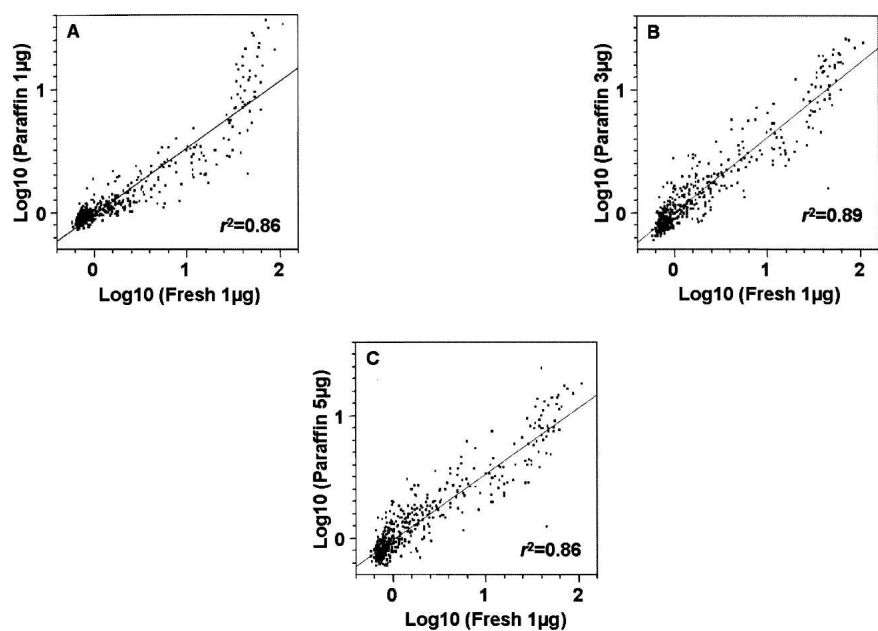 A
Log10 (Paraffin 1µg)
1
0
r²=0.86
0 1 2
Log10 (Fresh 1µg)
B
Log10 (Paraffin 3µg)
1
0
r²=0.89
0 1 2
Log10 (Fresh 1µg)
C
Log10 (Paraffin 5µg)
1
0
r²=0.86
0 1 2
Log10 (Fresh 1µg)